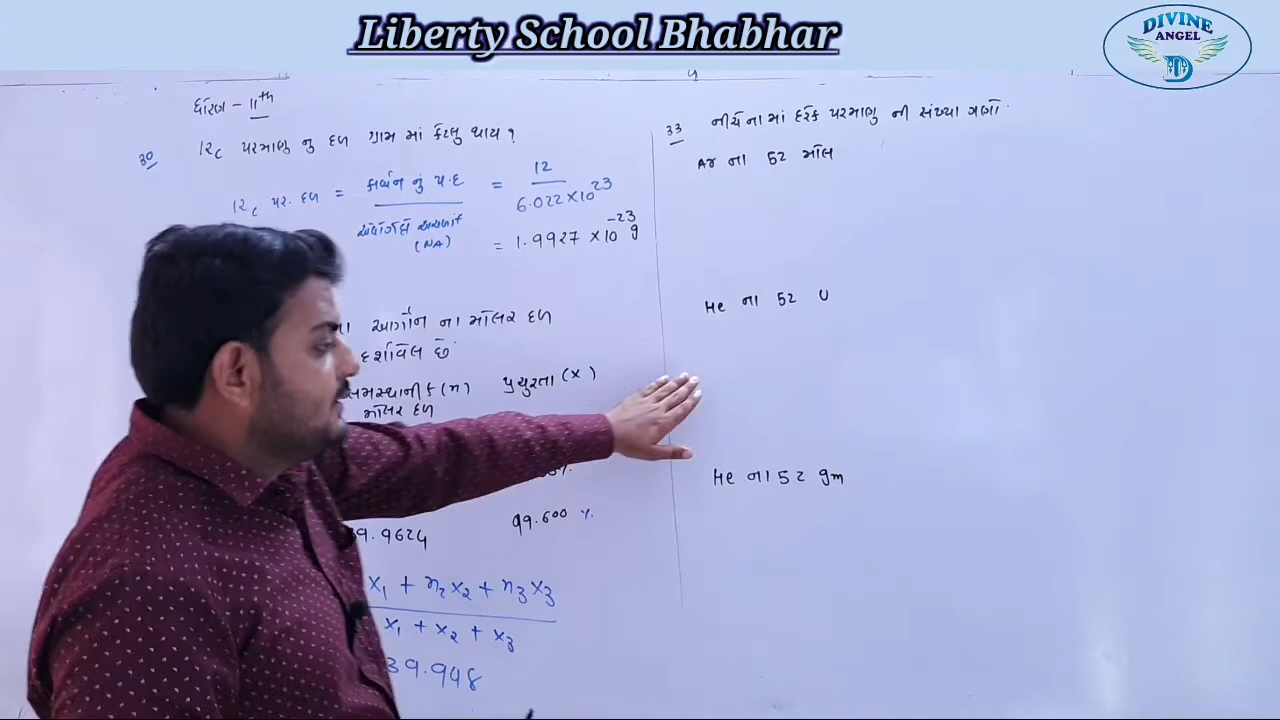 Liberty School Bhabhar
DIVINE
ANGEL
D
ધોરણ - 11th
30
12c પરમાણુ નુ દળ ગ્રામ માં કેટલુ થાય ?
12c પર. દળ = કાર્બન નું પ.દ = 12
એવોગેડ્રો અચળાંક 6.022 X 10 23
(NA) = 1.9927 X 10 -23 g
આર્ગોન ના મોલર દળ
દર્શાવેલ છે.
સમસ્થાનીક (n) પ્રચુરતા (x)
મોલર દળ
39.9624 99.600 %
x1 + n2x2 + n3x3
x1 + x2 + x3
39.948
33 નીચેના માં દરેક પરમાણુ ની સંખ્યા ગણો.
Ar ના 52 મોલ
He ના 52 u
He ના 52 gm